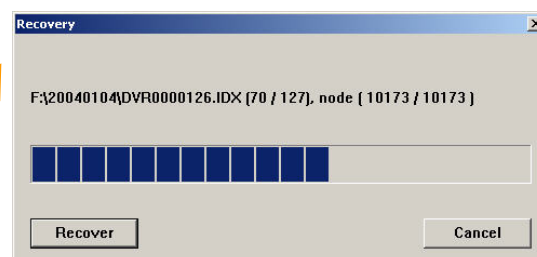 Recovery
F:\20040104\DVR0000126.IDX (70 / 127), node ( 10173 / 10173 )
Recover
Cancel